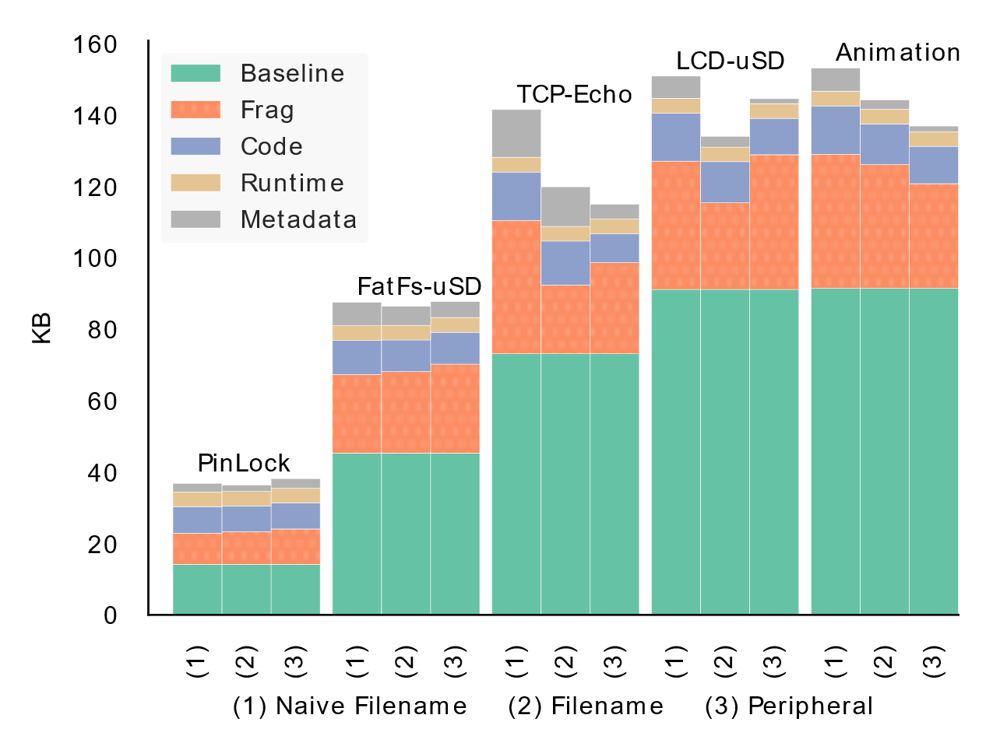 160
140
120
100
80
60
40
20
0
KB
Baseline
Frag
Code
Runtime
Metadata
PinLock
FatFs-uSD
TCP-Echo
LCD-uSD
Animation
(1) (2) (3) (1) (2) (3) (1) (2) (3) (1) (2) (3) (1) (2) (3)
(1) Naive Filename (2) Filename (3) Peripheral